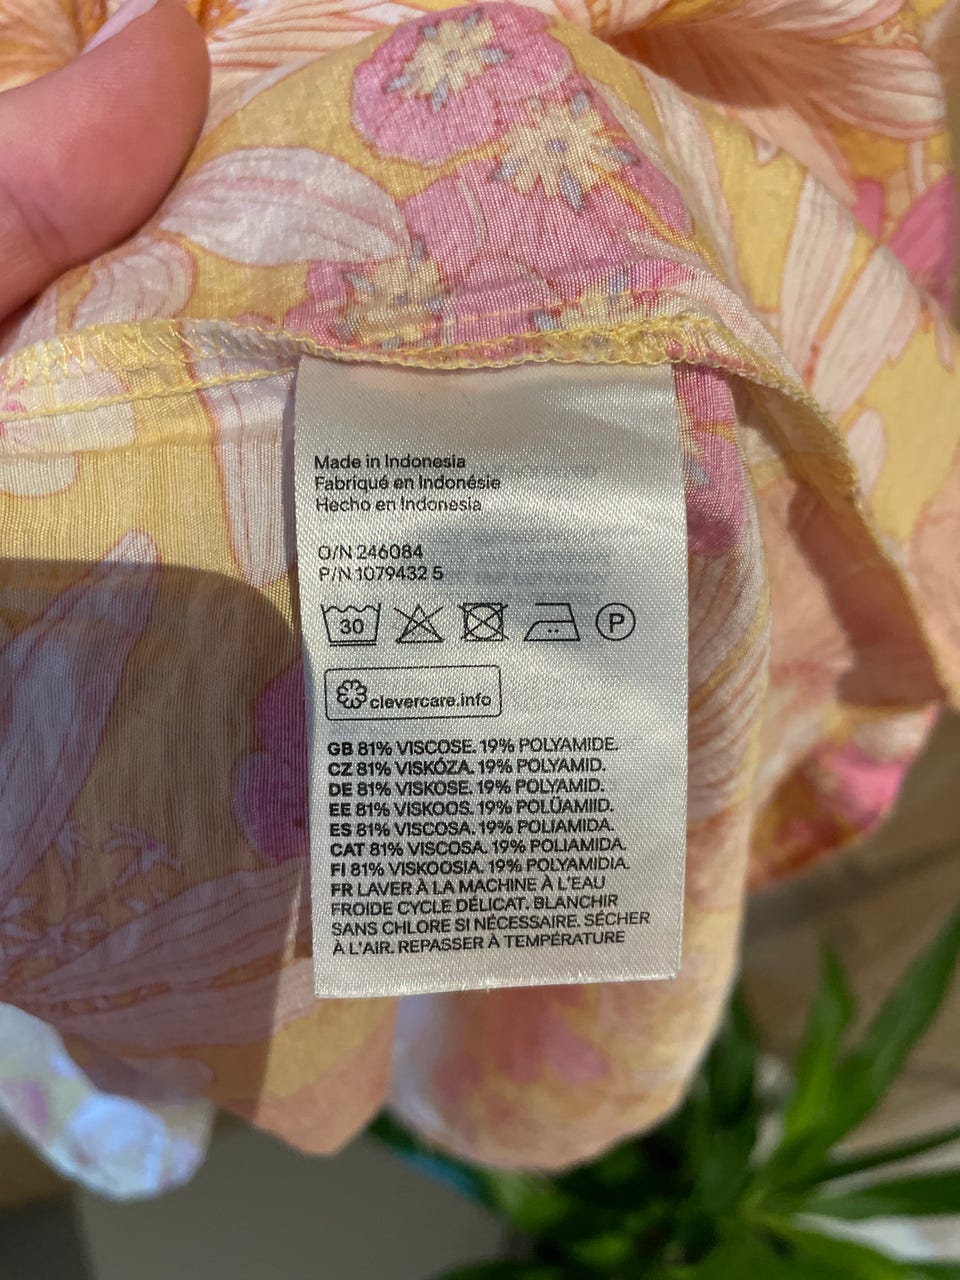 Made in Indonesia
Fabriqué en Indonésie
Hecho en Indonesia
O/N 246084
P/N 1079432 5
30
P
clevercare.info
GB 81% VISCOSE. 19% POLYAMIDE.
CZ 81% VISKÓZA. 19% POLYAMID.
DE 81% VISKOSE. 19% POLYAMID.
EE 81% VISKOOS. 19% POLÜAMIID.
ES 81% VISCOSA. 19% POLIAMIDA.
CAT 81% VISCOSA. 19% POLIAMIDA.
FI 81% VISKOOSIA. 19% POLYAMIDIA.
FR LAVER À LA MACHINE À L'EAU
FROIDE CYCLE DÉLICAT. BLANCHIR
SANS CHLORE SI NÉCESSAIRE. SÉCHER
À L'AIR. REPASSER À TEMPÉRATURE